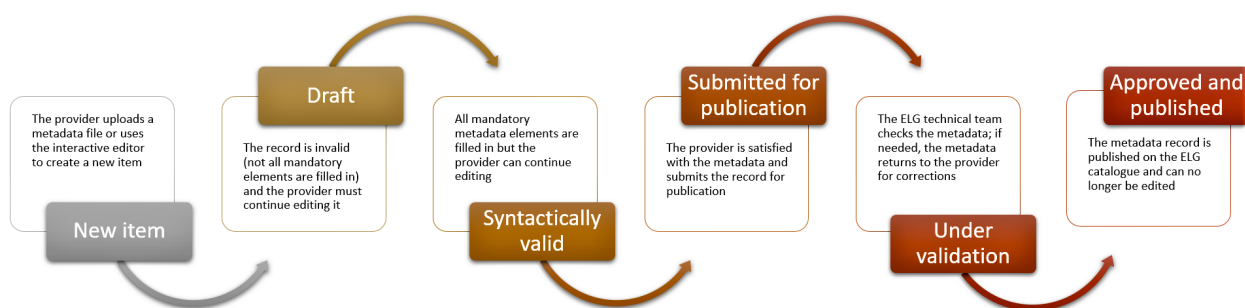 The provider uploads a
metadata file or uses
the interactive editor
to create a new item
New item
Draft
The record is invalid
(not all mandatory
elements are filled in)
and the provider must
continue editing it
All mandatory
metadata elements are
filled in but the
provider can continue
editing
Syntactically
valid
Submitted for
publication
The provider is satisfied
with the metadata and
submits the record for
publication
The ELG technical team
checks the metadata; if
needed, the metadata
returns to the provider
for corrections
Under
validation
Approved and
published
The metadata record is
published on the ELG
catalogue and can no
longer be edited